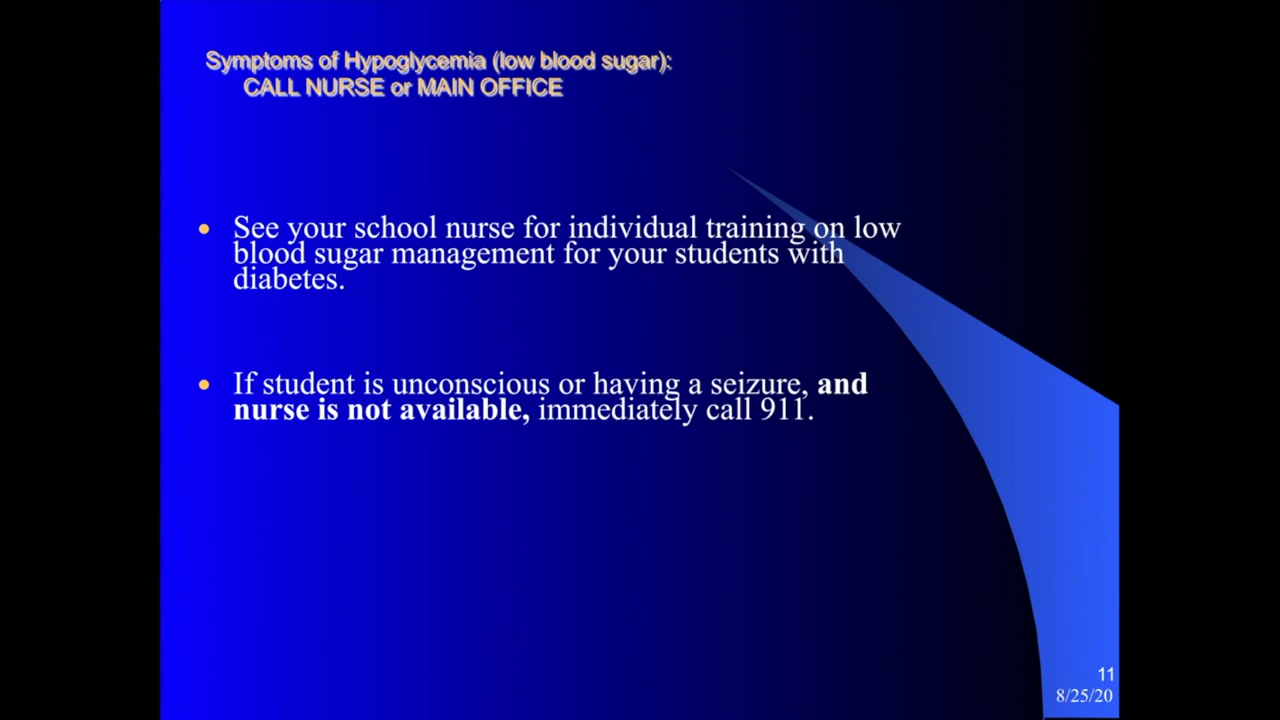 Symptoms of Hypoglycemia (low blood sugar):
CALL NURSE or MAIN OFFICE
• See your school nurse for individual training on low
blood sugar management for your students with
diabetes.
• If student is unconscious or having a seizure, and
nurse is not available, immediately call 911.
11
8/25/20